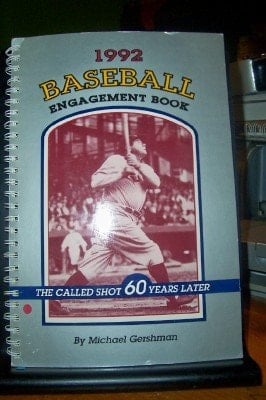 1992
BASEBALL
ENGAGEMENT BOOK
THE CALLED SHOT 60 YEARS LATER
By Michael Gershman